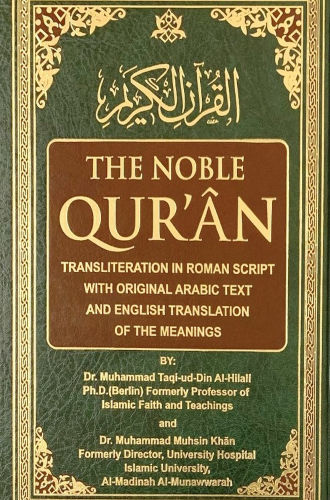 القرآن الكريم
THE NOBLE
QUR'ÂN
TRANSLITERATION IN ROMAN SCRIPT
WITH ORIGINAL ARABIC TEXT
AND ENGLISH TRANSLATION
OF THE MEANINGS
BY:
Dr. Muhammad Taqi-ud-Din Al-Hilali
Ph.D.(Berlin) Formerly Professor of
Islamic Faith and Teachings
and
Dr. Muhammad Muhsin Khân
Formerly Director, University Hospital
Islamic University,
Al-Madinah Al-Munawwarah